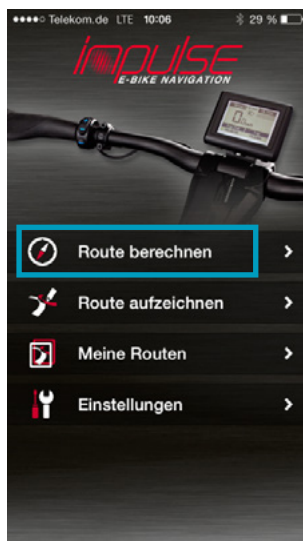 Telekom.de LTE 10:06 29 %
impulse
E-BIKE NAVIGATION
Route berechnen
Route aufzeichnen
Meine Routen
Einstellungen